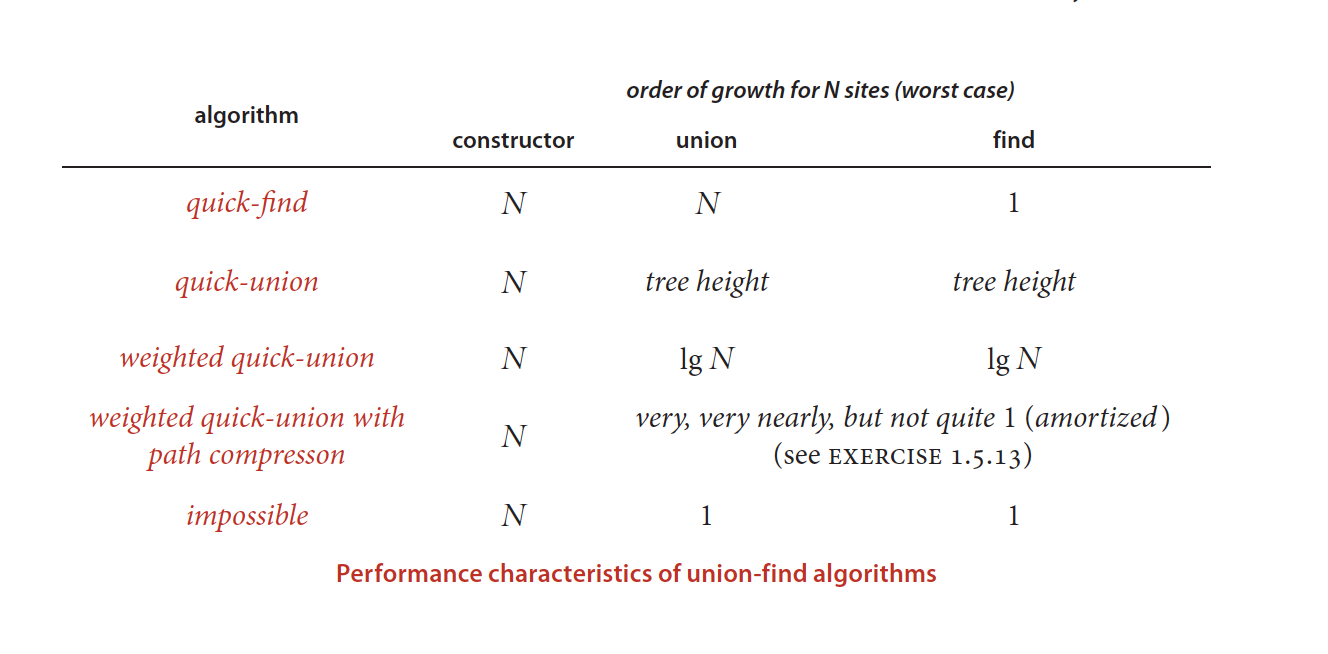 order of growth for N sites (worst case)
algorithm
constructor union find
quick-find N N 1
quick-union N tree height tree height
weighted quick-union N lg N lg N
weighted quick-union with
path compresson N very, very nearly, but not quite 1 (amortized)
(see EXERCISE 1.5.13)
impossible N 1 1
Performance characteristics of union-find algorithms